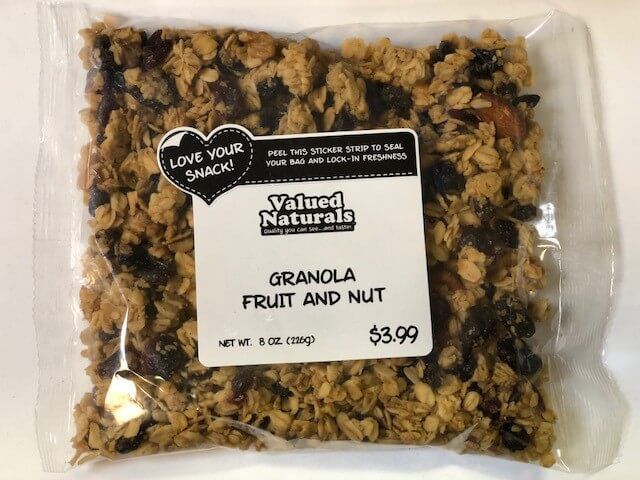 LOVE YOUR
SNACK!
PEEL THIS STICKER STRIP TO SEAL
YOUR BAG AND LOCK-IN FRESHNESS
Valued
Naturals
Quality you can see...and taste!
GRANOLA
FRUIT AND NUT
NET WT. 8 OZ (226g)
$3.99